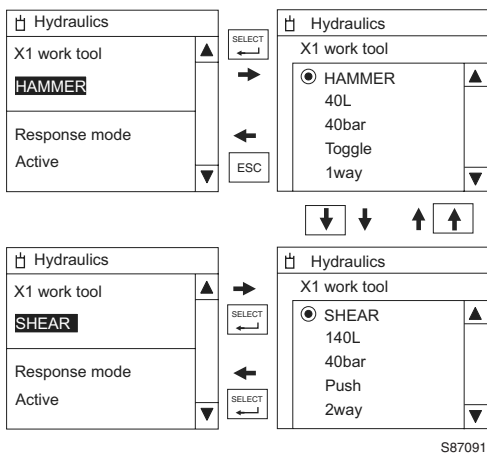 Hydraulics
X1 work tool
HAMMER
Response mode
Active
SELECT
ESC
Hydraulics
X1 work tool
HAMMER
40L
40bar
Toggle
1way
Hydraulics
X1 work tool
SHEAR
Response mode
Active
SELECT
SELECT
Hydraulics
X1 work tool
SHEAR
140L
40bar
Push
2way
S87091